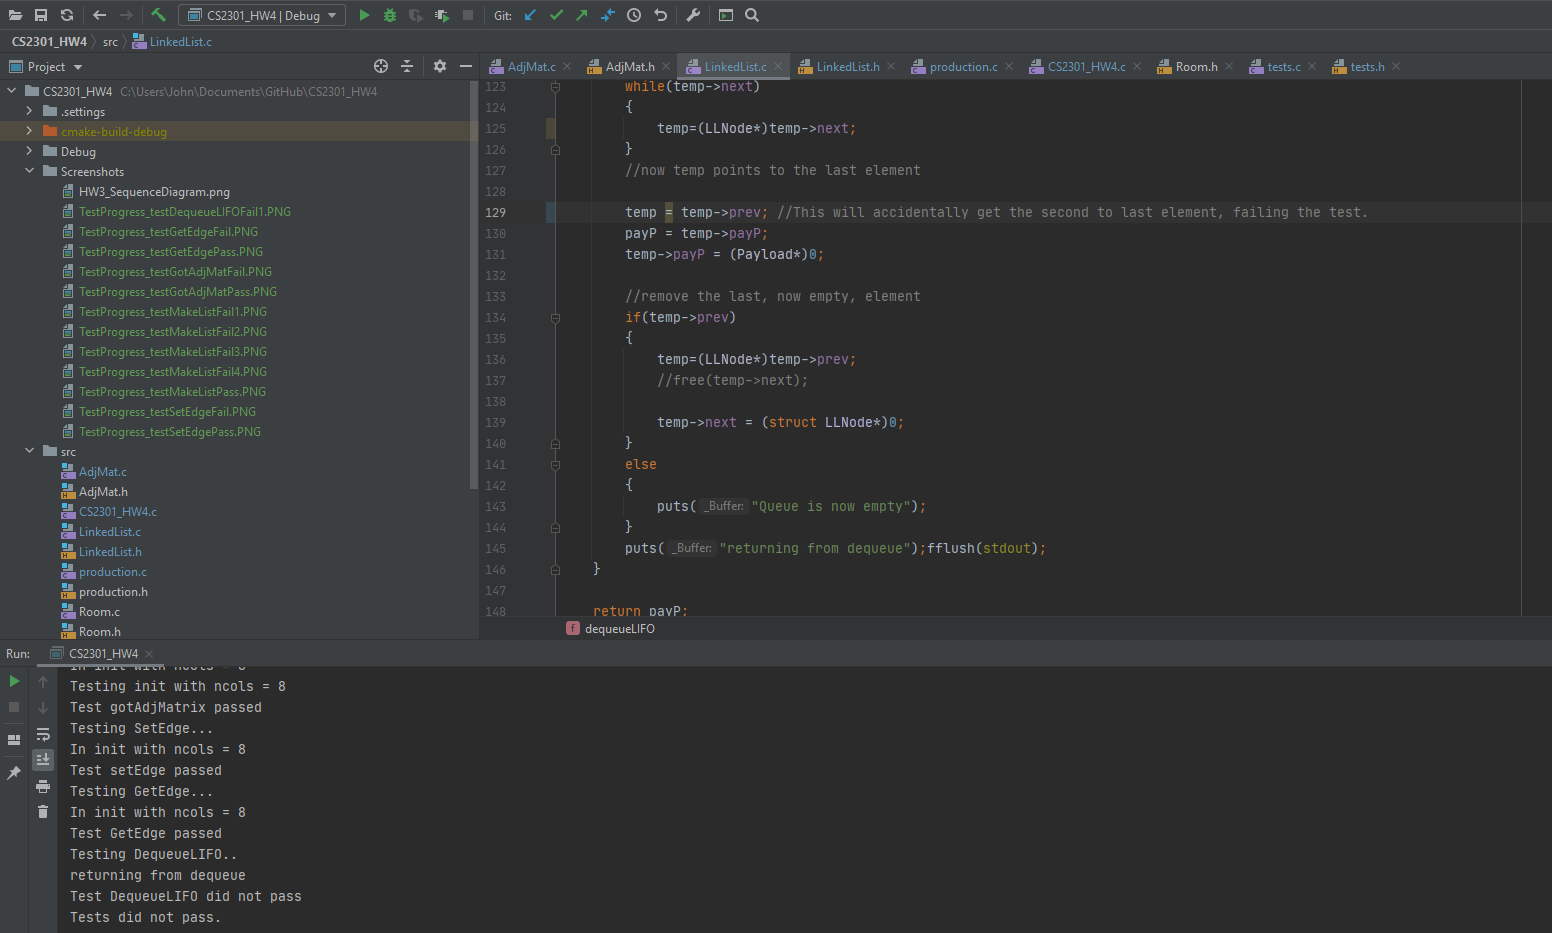 CS2301_HW4 | Debug
Git:
CS2301_HW4 src LinkedList.c
Project
AdjMat.c AdjMat.h LinkedList.c LinkedList.h production.c CS2301_HW4.c Room.h tests.c tests.h
CS2301_HW4 C:\Users\John\Documents\GitHub\CS2301_HW4
.settings
cmake-build-debug
Debug
Screenshots
HW3_SequenceDiagram.png
TestProgress_testDequeueLIFOFail1.PNG
TestProgress_testGetEdgeFail.PNG
TestProgress_testGetEdgePass.PNG
TestProgress_testGotAdjMatFail.PNG
TestProgress_testGotAdjMatPass.PNG
TestProgress_testMakeListFail1.PNG
TestProgress_testMakeListFail2.PNG
TestProgress_testMakeListFail3.PNG
TestProgress_testMakeListFail4.PNG
TestProgress_testMakeListPass.PNG
TestProgress_testSetEdgeFail.PNG
TestProgress_testSetEdgePass.PNG
src
AdjMat.c
AdjMat.h
CS2301_HW4.c
LinkedList.c
LinkedList.h
production.c
production.h
Room.c
Room.h
123 while(temp->next)
124 {
125 temp=(LLNode*)temp->next;
126 }
127 //now temp points to the last element
128
129 temp = temp->prev; //This will accidentally get the second to last element, failing the test.
130 payP = temp->payP;
131 temp->payP = (Payload*)0;
132
133 //remove the last, now empty, element
134 if(temp->prev)
135 {
136 temp=(LLNode*)temp->prev;
137 //free(temp->next);
138
139 temp->next = (struct LLNode*)0;
140 }
141 else
142 {
143 puts( _Buffer: "Queue is now empty");
144 }
145 puts( _Buffer: "returning from dequeue");fflush(stdout);
146 }
147
148 return payP;
f dequeueLIFO
Run: CS2301_HW4
In init with ncols = 8
Testing init with ncols = 8
Test gotAdjMatrix passed
Testing SetEdge...
In init with ncols = 8
Test setEdge passed
Testing GetEdge...
In init with ncols = 8
Test GetEdge passed
Testing DequeueLIFO..
returning from dequeue
Test DequeueLIFO did not pass
Tests did not pass.